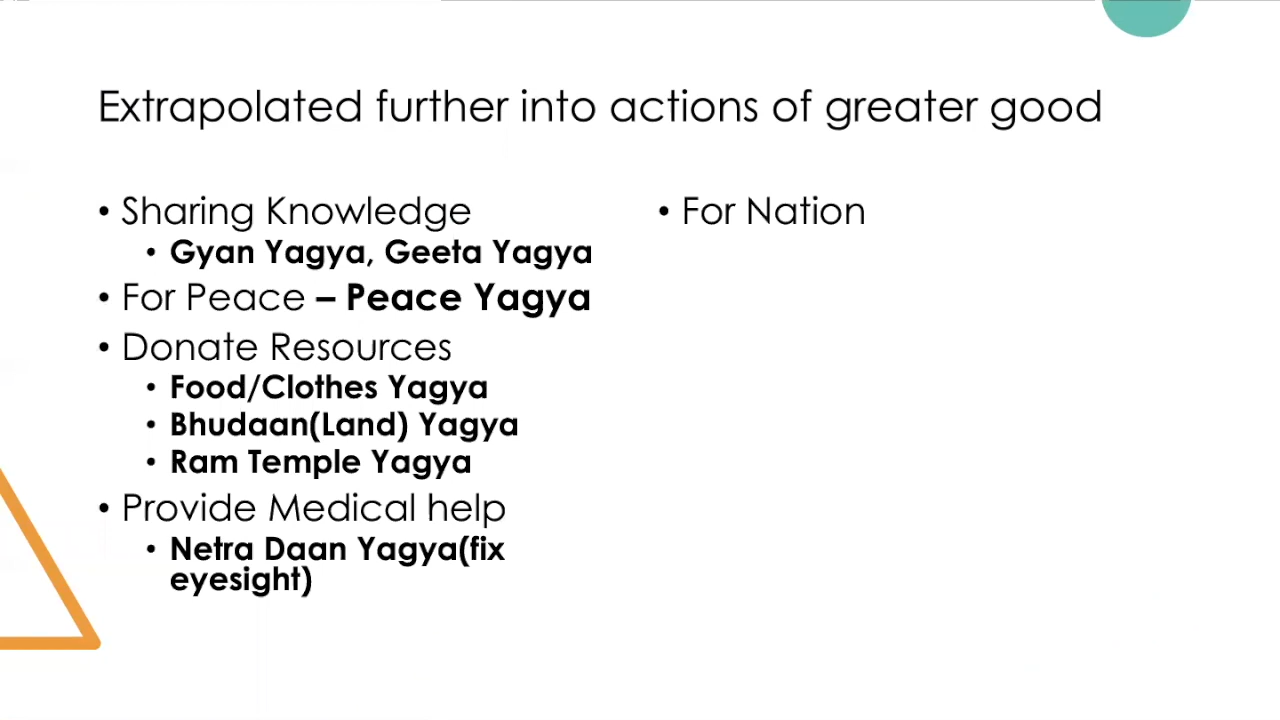 Extrapolated further into actions of greater good
• Sharing Knowledge
• Gyan Yagya, Geeta Yagya
• For Peace – Peace Yagya
• Donate Resources
• Food/Clothes Yagya
• Bhudaan(Land) Yagya
• Ram Temple Yagya
• Provide Medical help
• Netra Daan Yagya(fix
eyesight)
• For Nation